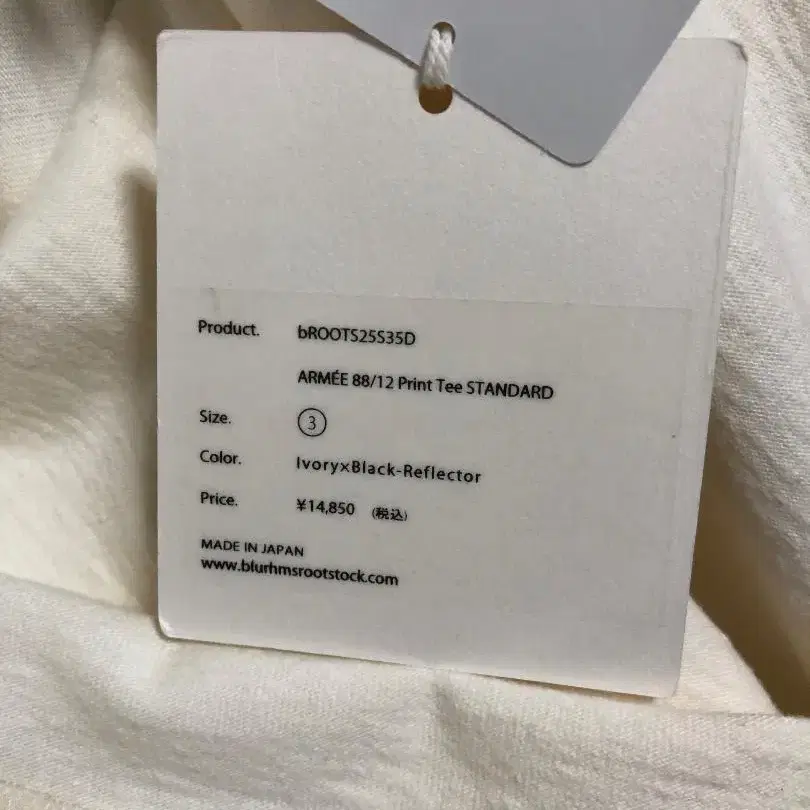 Product. bROOTS25S35D
ARMÉE 88/12 Print Tee STANDARD
Size. ③
Color. Ivory×Black-Reflector
Price. ¥14,850 (税込)
MADE IN JAPAN
www.blurhmsrootstock.com